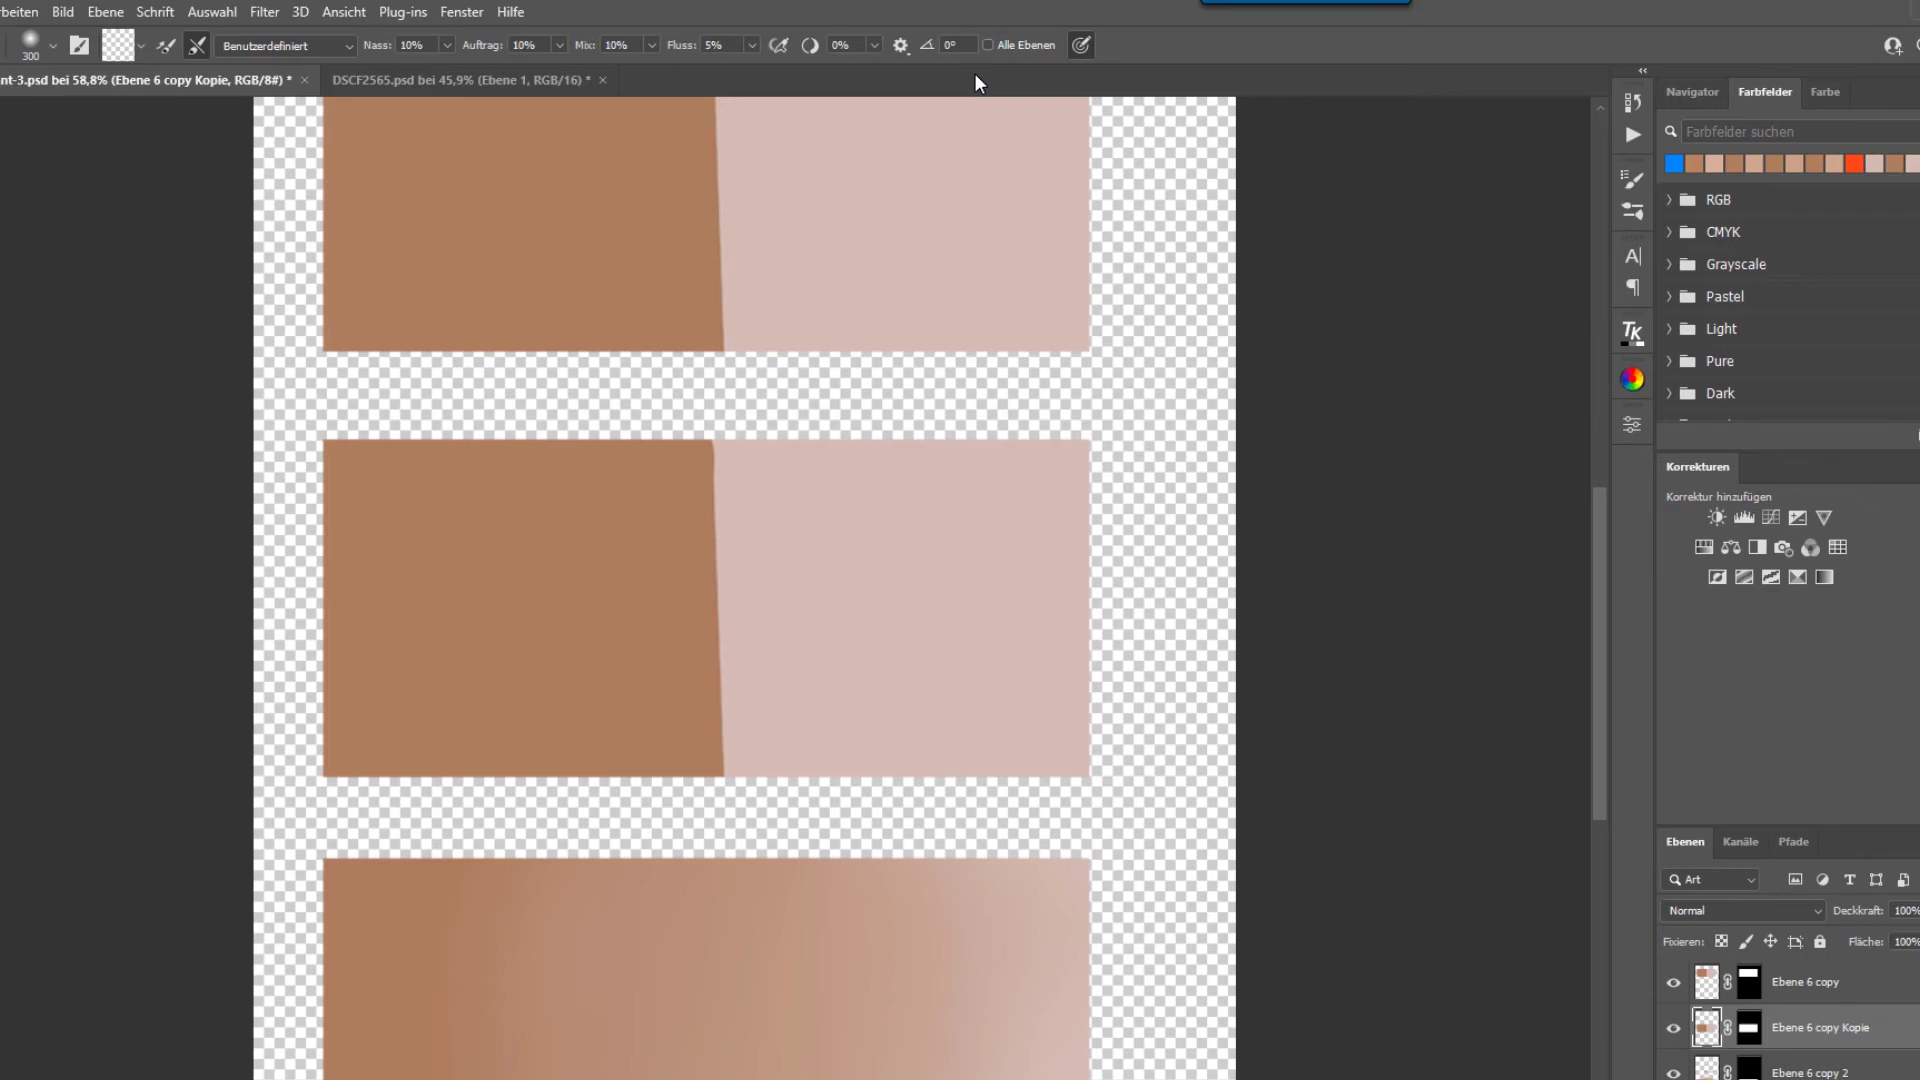 rbeiten Bild Ebene Schrift Auswahl Filter 3D Ansicht Plug-ins Fenster Hilfe
300 Benutzerdefiniert Nass: 10% Auftrag: 10% Mix: 10% Fluss: 5% 0% 0° Alle Ebenen
nt-3.psd bei 58,8% (Ebene 6 copy Kopie, RGB/8#) * × DSCF2565.psd bei 45,9% (Ebene 1, RGB/16) * ×
Navigator Farbfelder Farbe
Farbfelder suchen
RGB
CMYK
Grayscale
Pastel
Light
Pure
Dark
A
TK
Korrekturen
Korrektur hinzufügen
Ebenen Kanäle Pfade
Art
Normal Deckkraft: 100%
Fixieren: Fläche: 100%
Ebene 6 copy
Ebene 6 copy Kopie
Ebene 6 copy 2